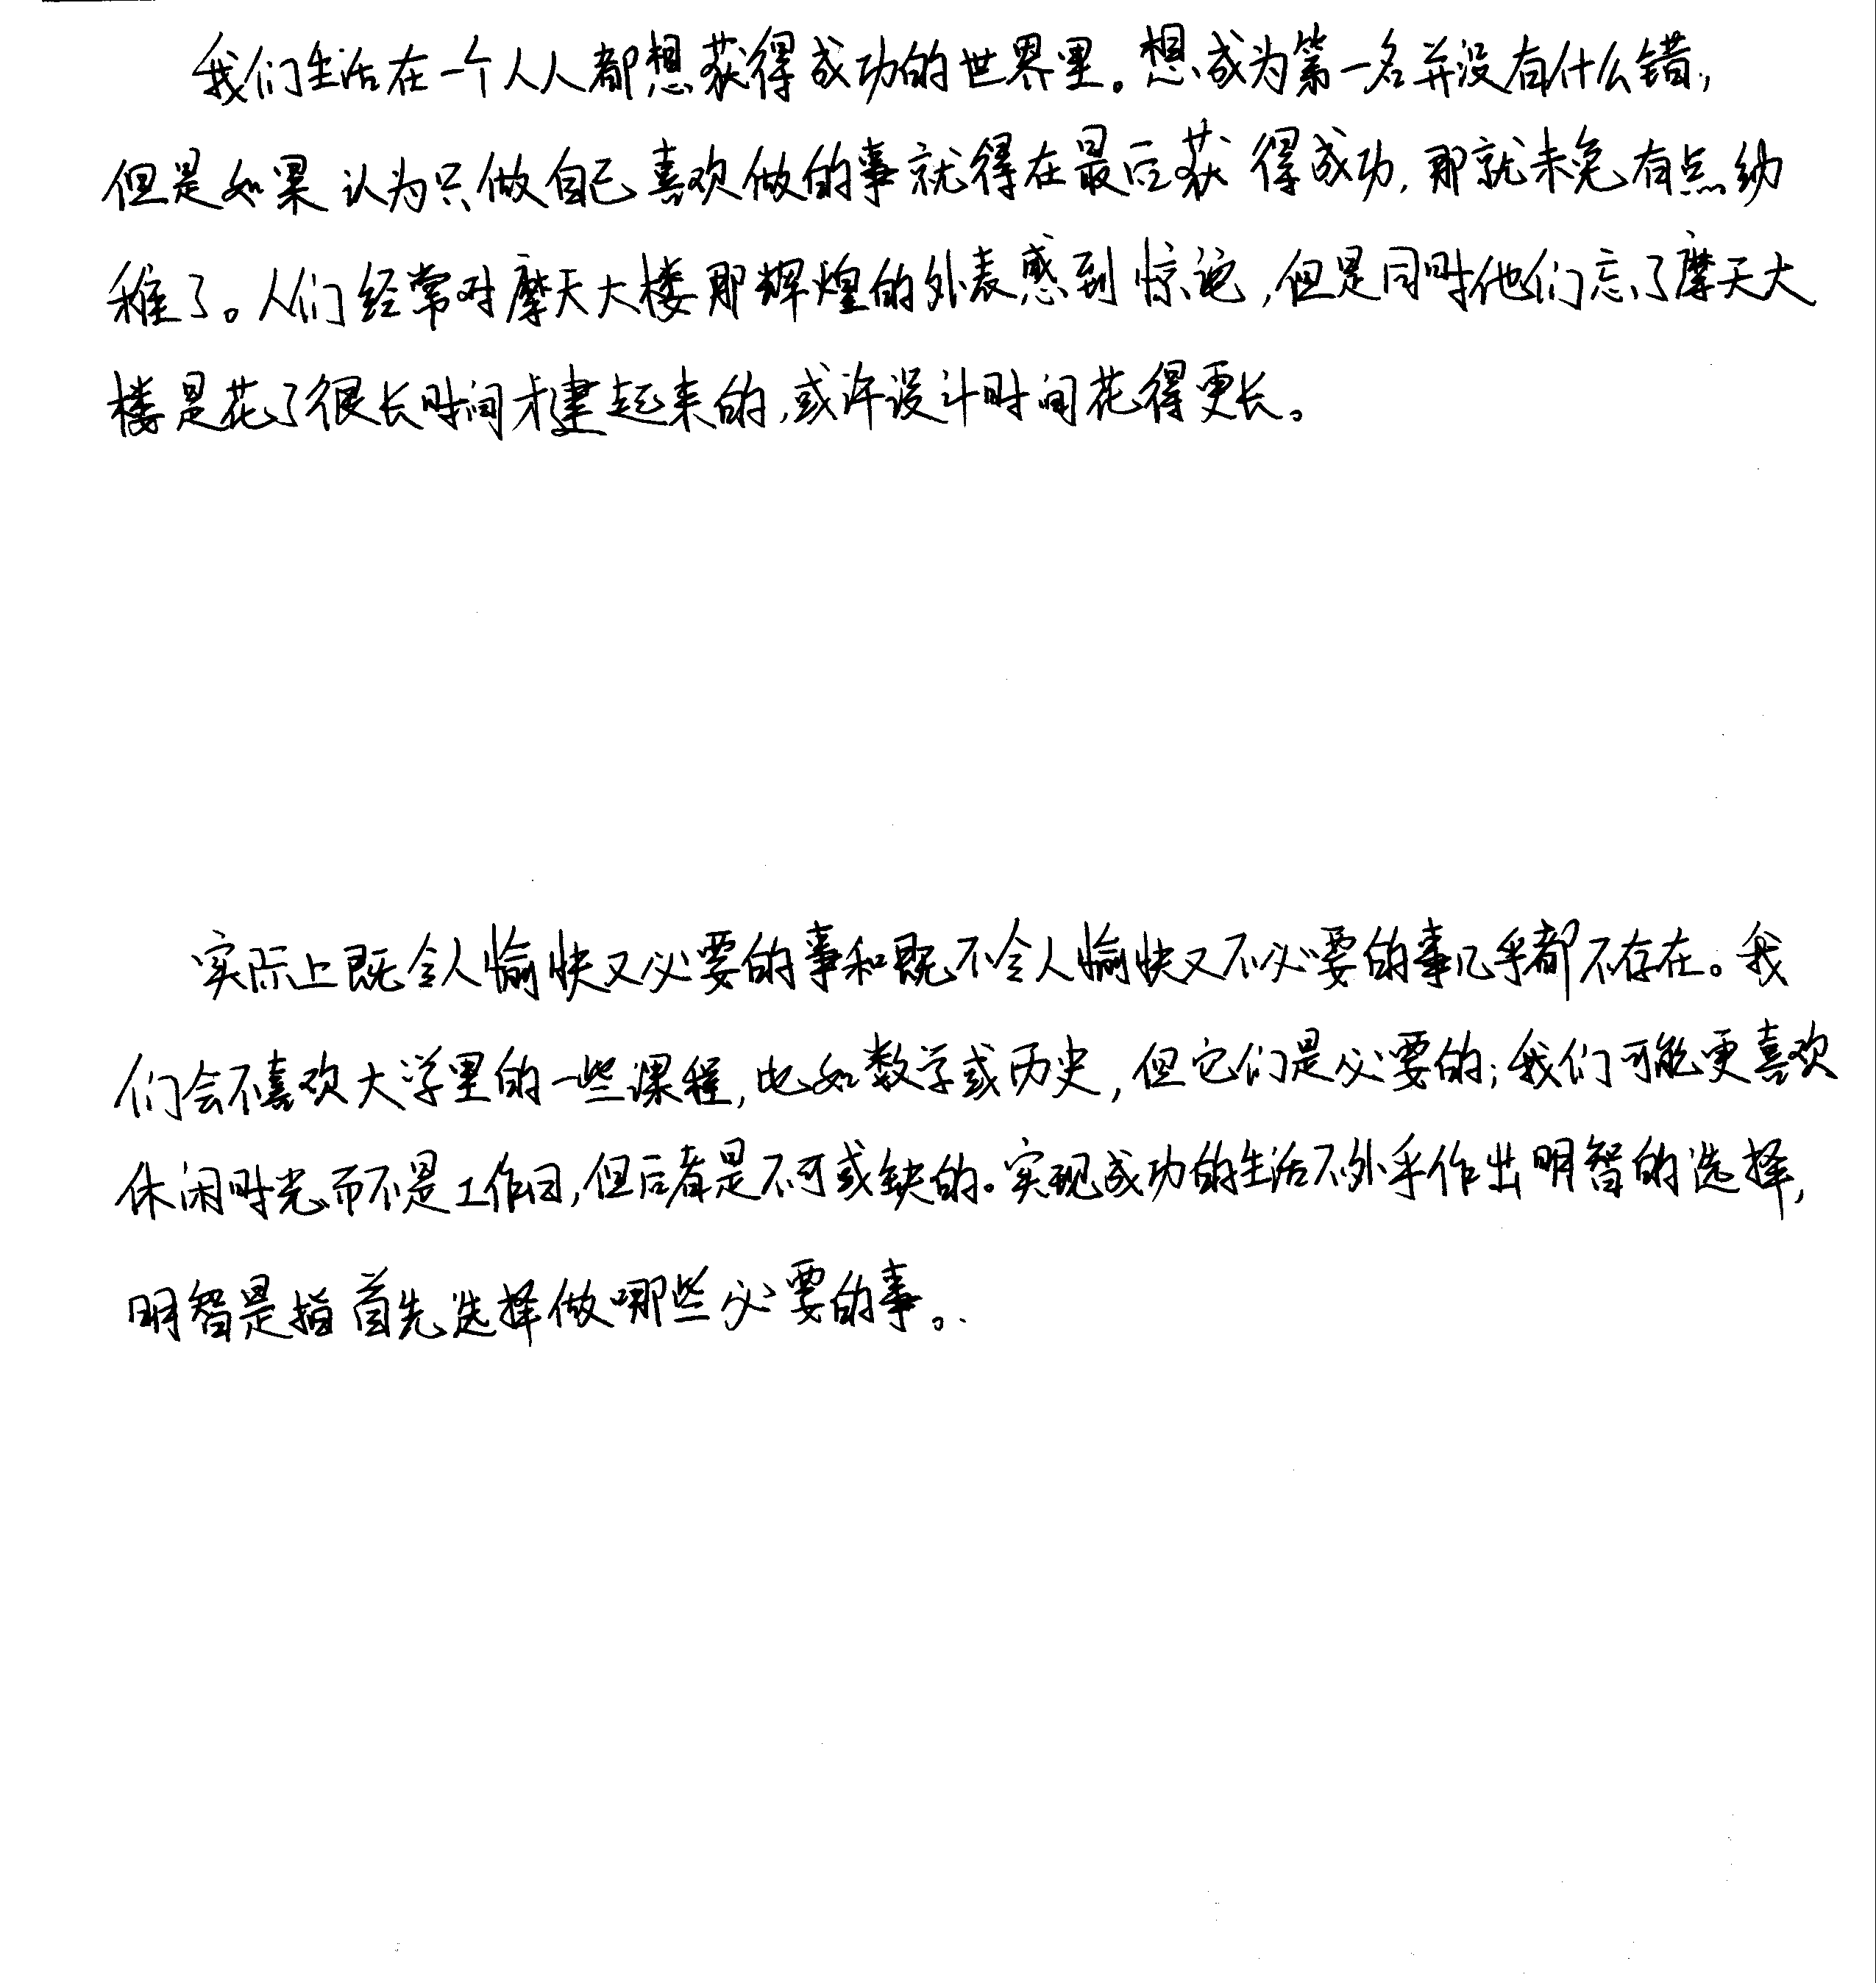 我们生活在一个人人都想获得成功的世界里。想成为第一名并没有什么错，
但是如果认为只做自己喜欢做的事就得在最后获得成功，那就未免有点幼
稚了。人们经常对摩天大楼那辉煌的外表感到惊诧，但是同时他们忘了摩天大
楼是花了很长时间才建起来的，或许设计时间花得更长。
实际上既令人愉快又必要的事和既不令人愉快又不必要的事几乎都不存在。我
们会不喜欢大学里的一些课程，比如数学或历史，但它们是必要的；我们可能更喜欢
休闲时光而不是工作日，但后者是不可或缺的。实现成功的生活不外乎作出明智的选择，
明智是指首先选择做哪些必要的事。